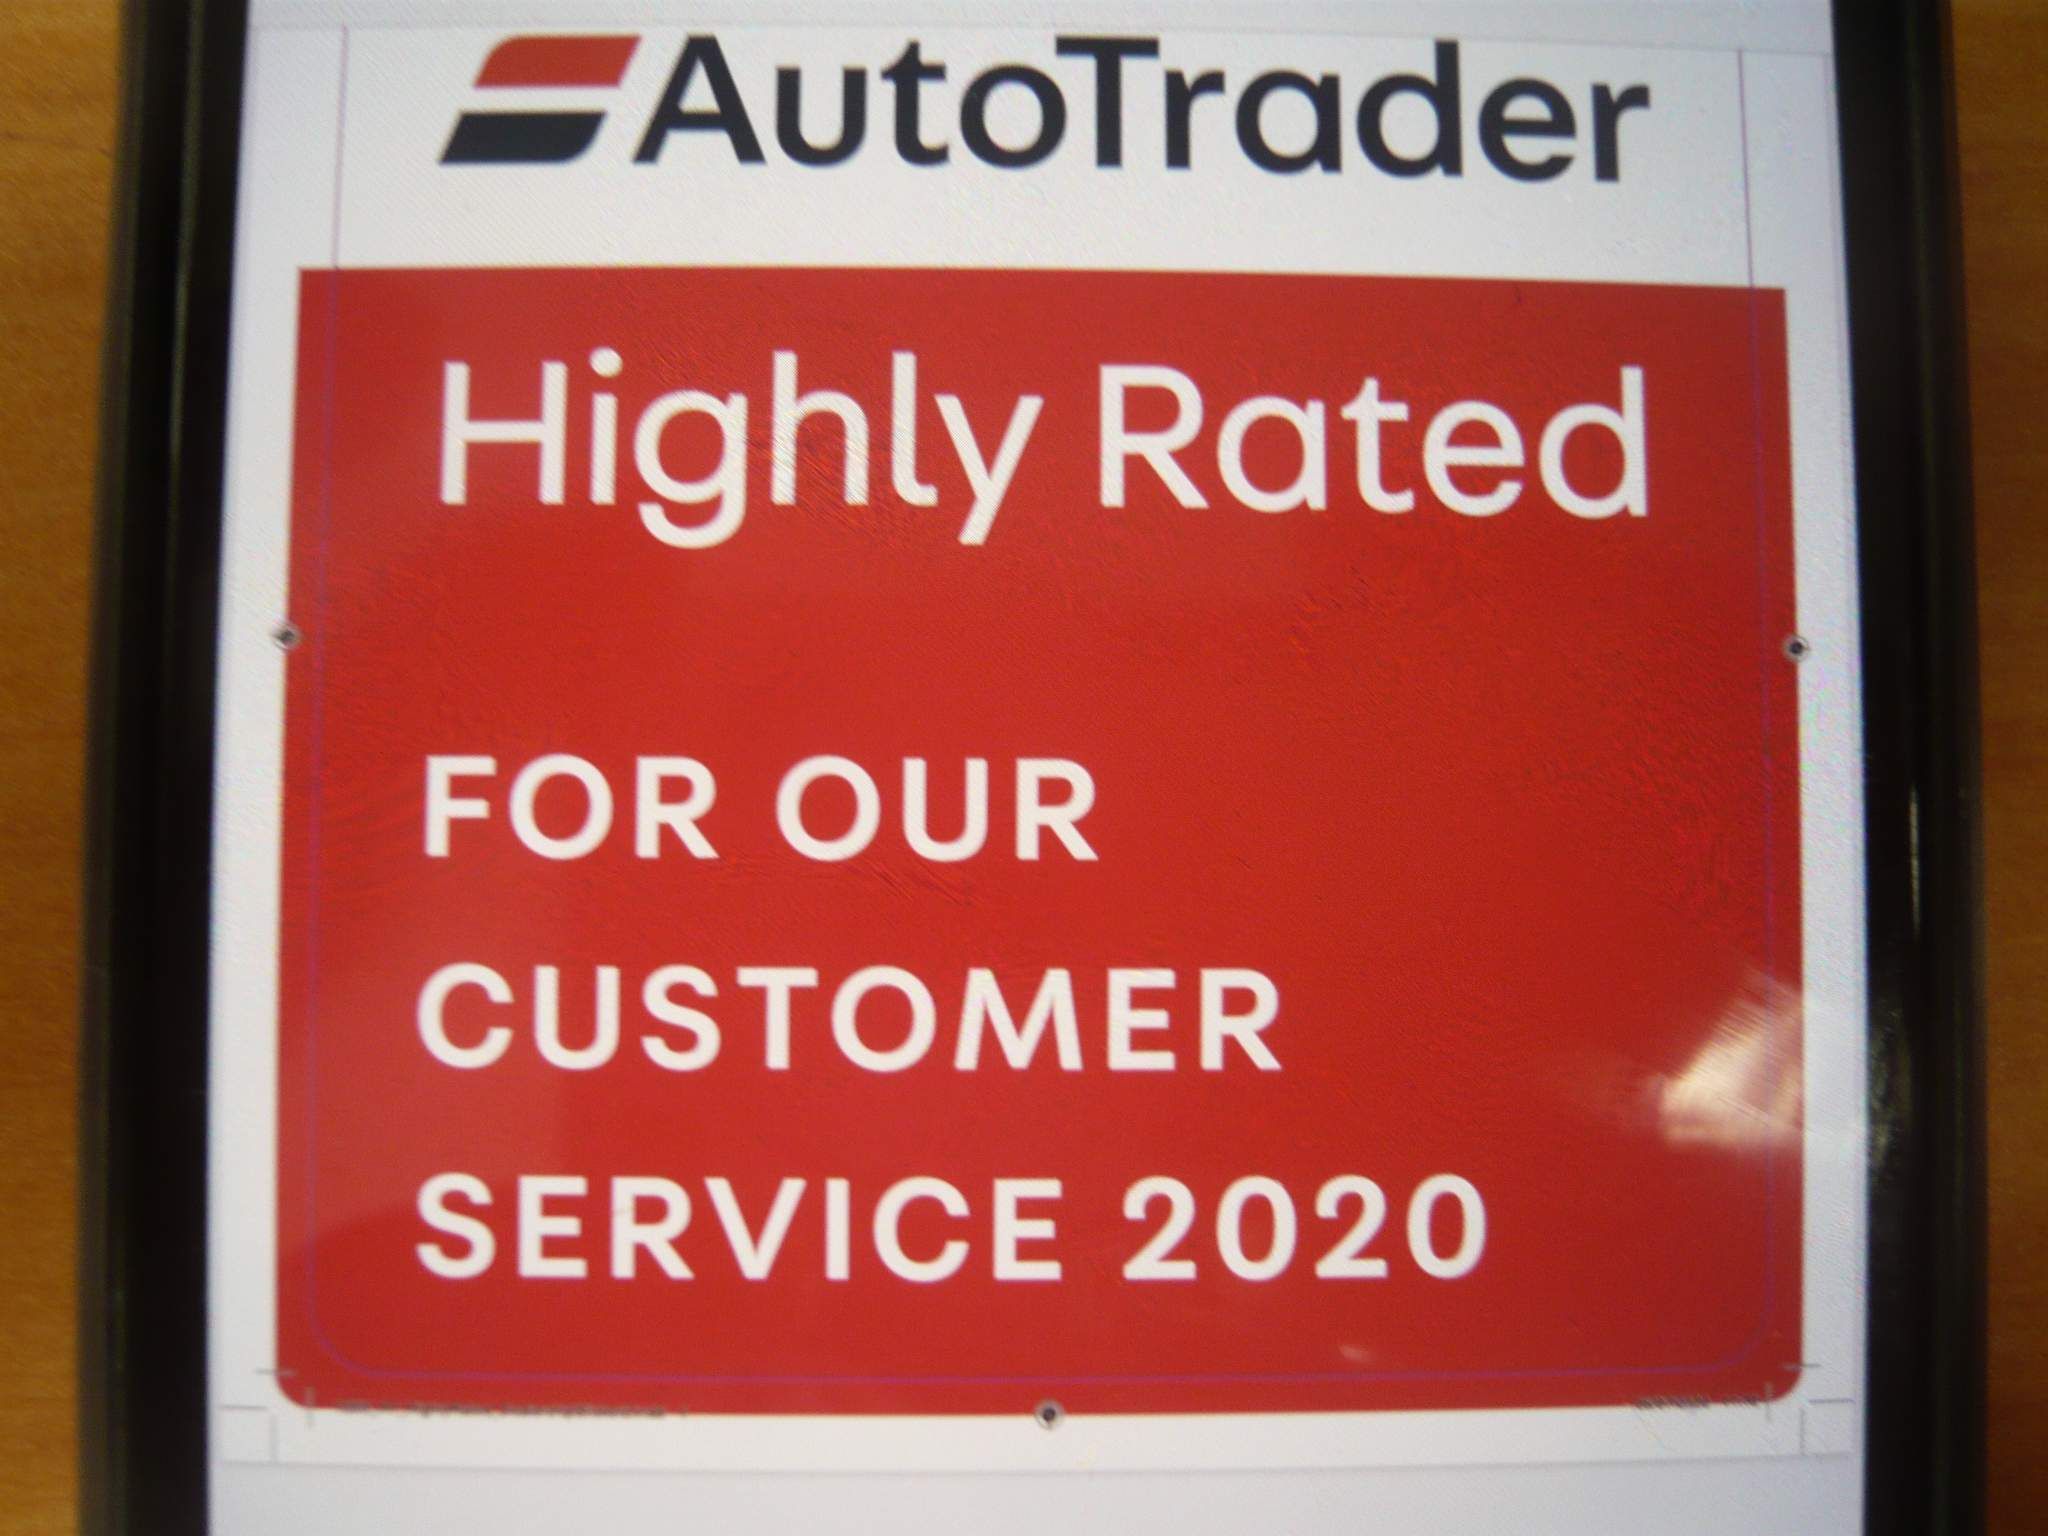 AutoTrader
Highly Rated
FOR OUR
CUSTOMER
SERVICE 2020